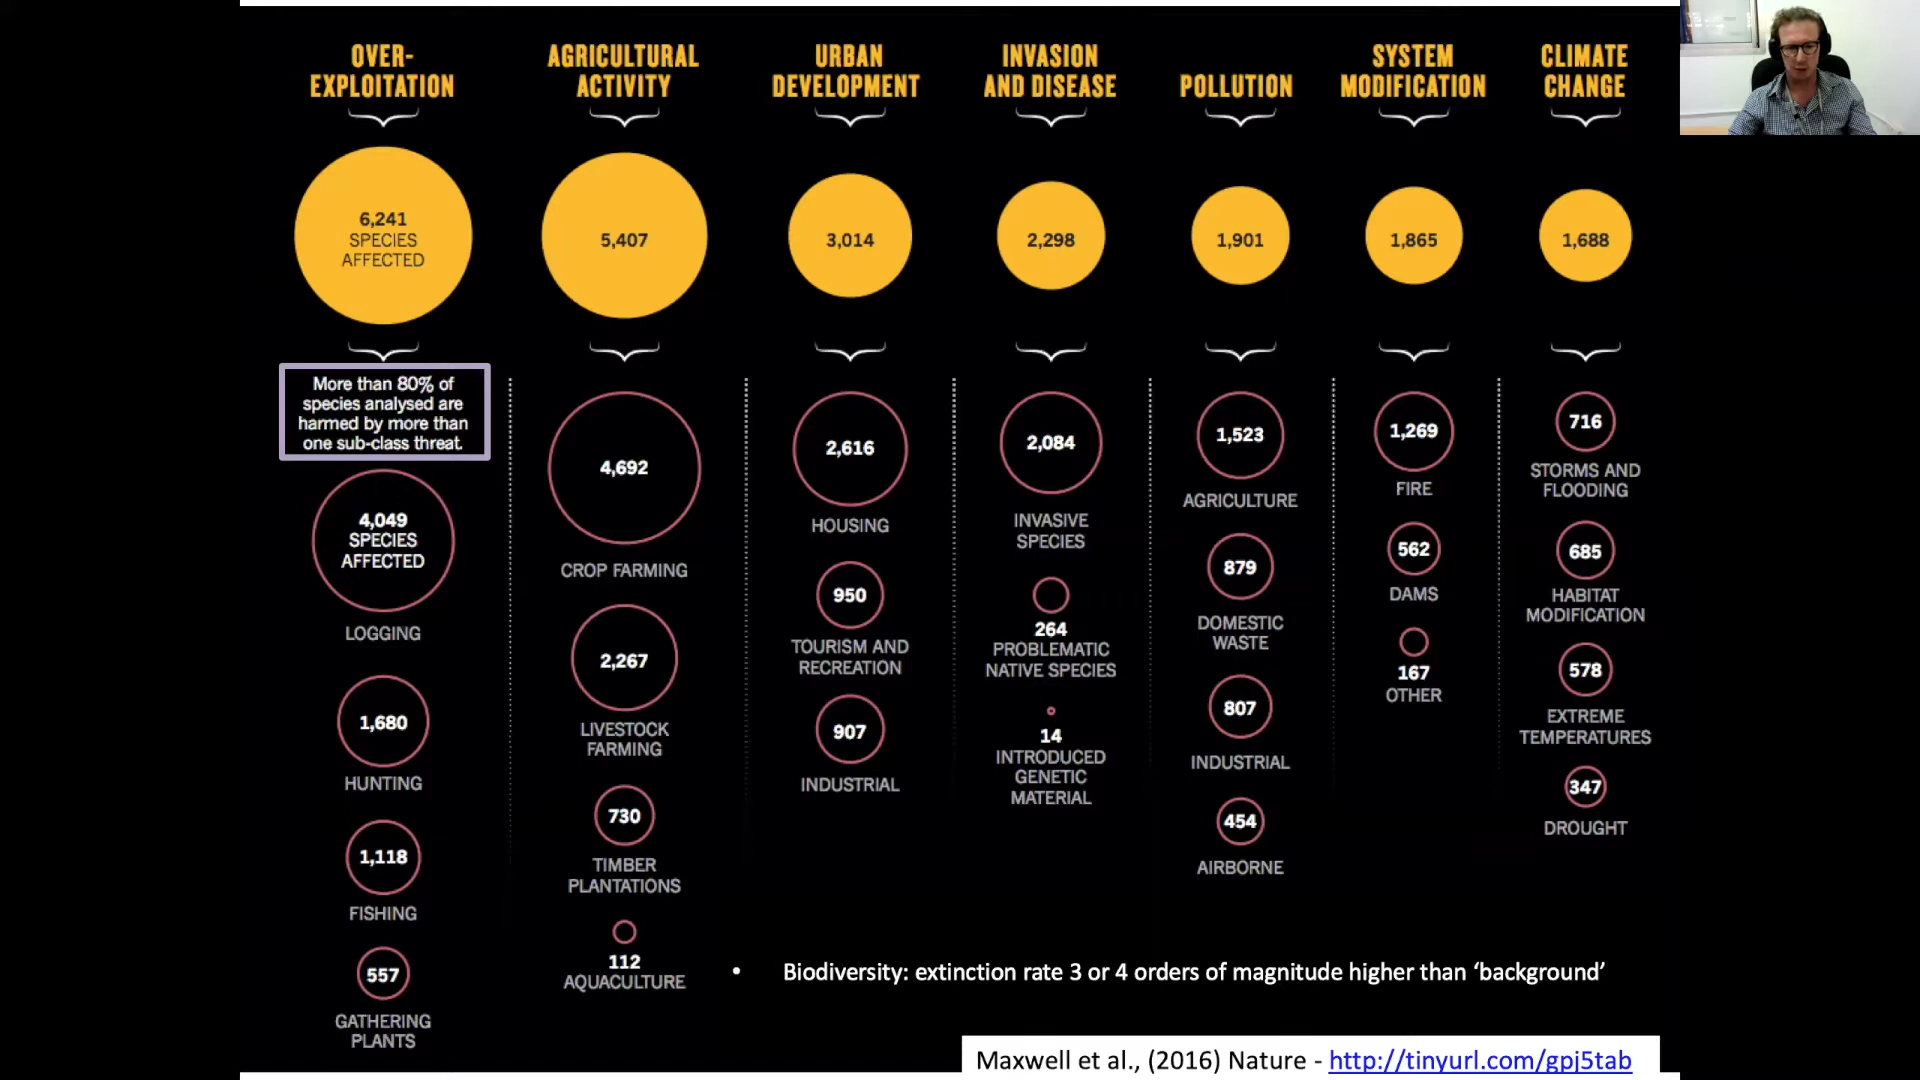 OVER-
EXPLOITATION
AGRICULTURAL
ACTIVITY
URBAN
DEVELOPMENT
INVASION
AND DISEASE
POLLUTION
SYSTEM
MODIFICATION
CLIMATE
CHANGE
6,241
SPECIES
AFFECTED
5,407
3,014
2,298
1,901
1,865
1,688
More than 80% of
species analysed are
harmed by more than
one sub-class threat.
4,049
SPECIES
AFFECTED
LOGGING
1,680
HUNTING
1,118
FISHING
557
GATHERING
PLANTS
4,692
CROP FARMING
2,267
LIVESTOCK
FARMING
730
TIMBER
PLANTATIONS
112
AQUACULTURE
2,616
HOUSING
950
TOURISM AND
RECREATION
907
INDUSTRIAL
2,084
INVASIVE
SPECIES
264
PROBLEMATIC
NATIVE SPECIES
14
INTRODUCED
GENETIC
MATERIAL
1,523
AGRICULTURE
879
DOMESTIC
WASTE
807
INDUSTRIAL
454
AIRBORNE
1,269
FIRE
562
DAMS
167
OTHER
716
STORMS AND
FLOODING
685
HABITAT
MODIFICATION
578
EXTREME
TEMPERATURES
347
DROUGHT
• Biodiversity: extinction rate 3 or 4 orders of magnitude higher than ‘background’
Maxwell et al., (2016) Nature - http://tinyurl.com/gpj5tab